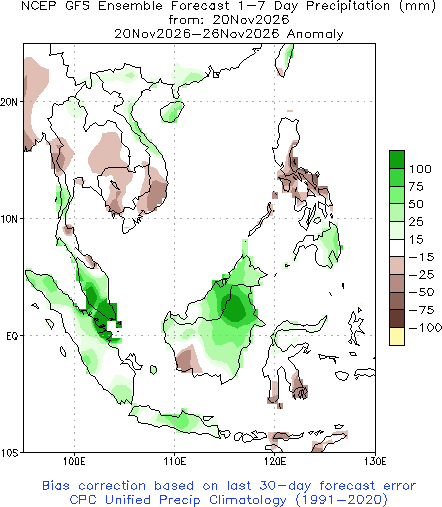 NCEP GFS Ensemble Forecast 1-7 Day Precipitation (mm)
from: 20Nov2026
20Nov2026-26Nov2026 Anomaly
20N
10N
EQ
10S
100E
110E
120E
130E
100
75
50
25
15
-15
-25
-50
-75
-100
Bias correction based on last 30-day forecast error
CPC Unified Precip Climatology (1991-2020)